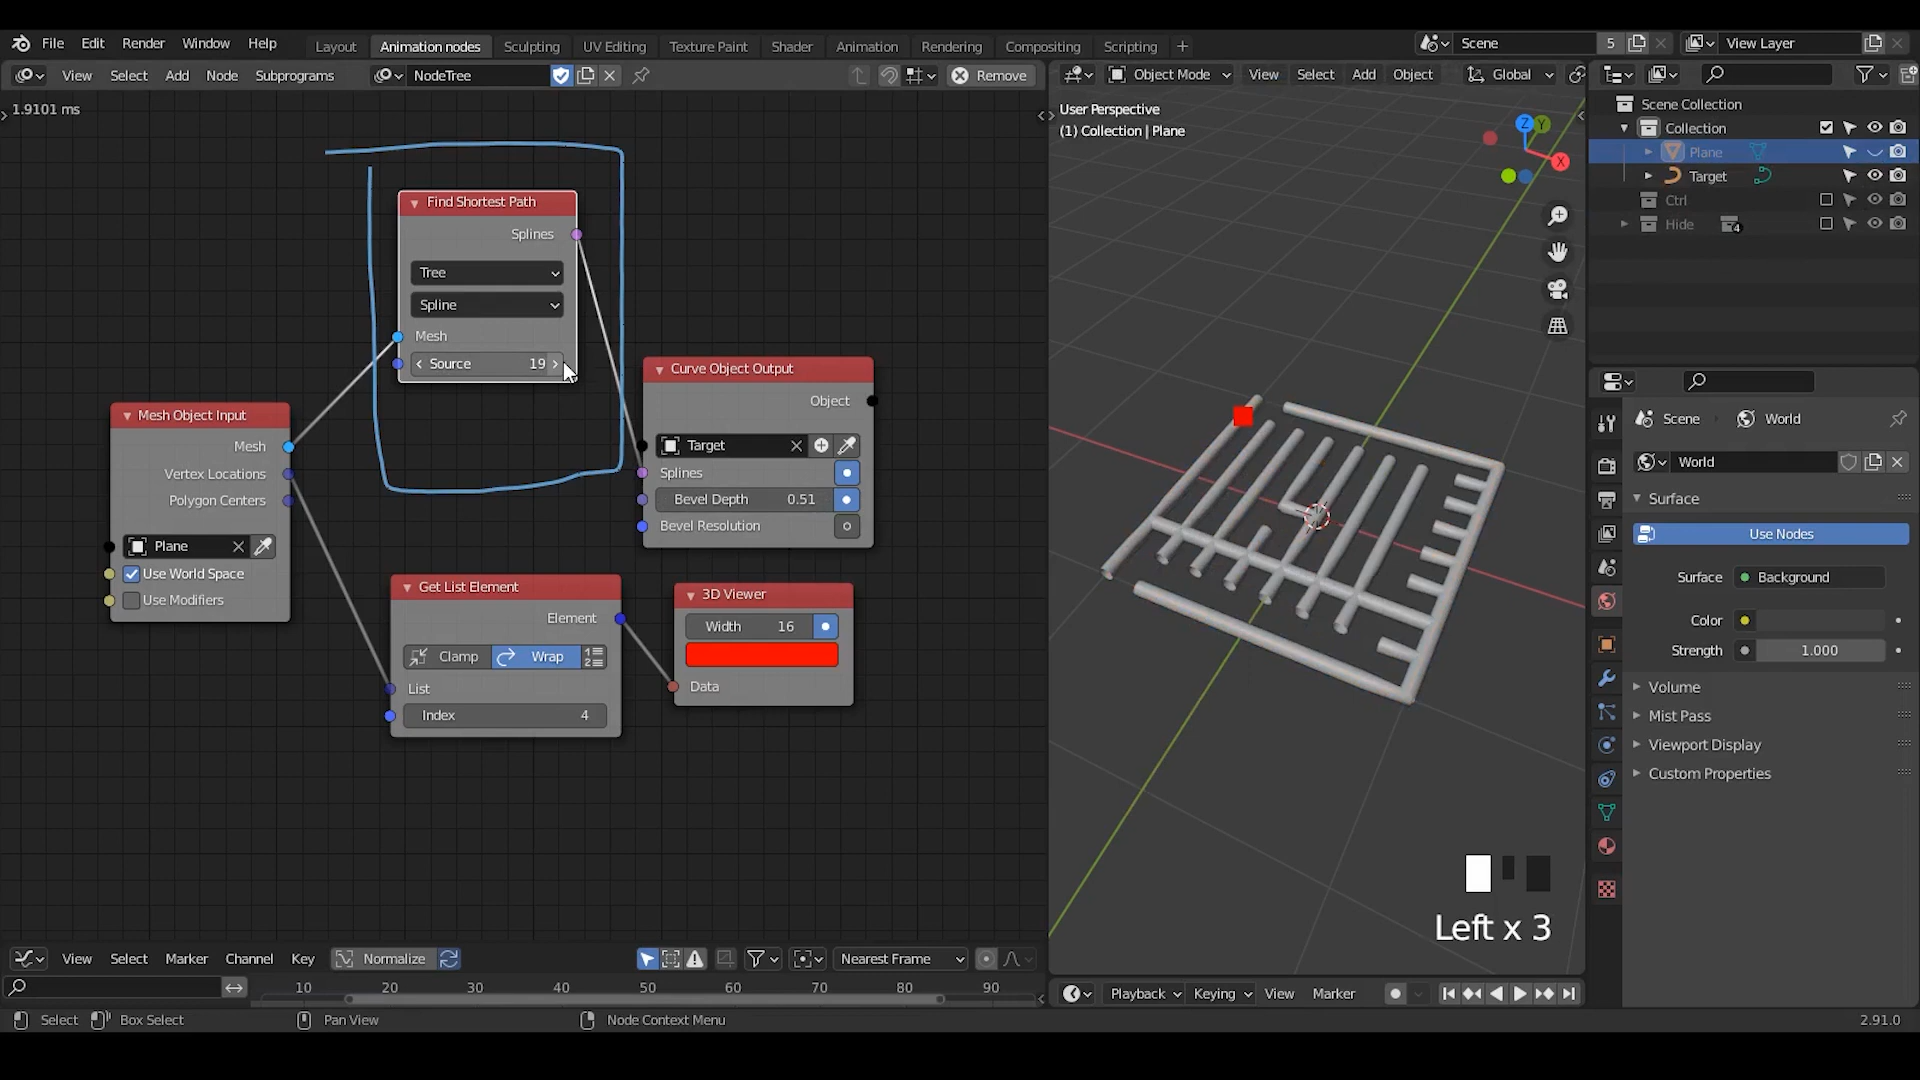 File Edit Render Window Help Layout Animation nodes Sculpting UV Editing Texture Paint Shader Animation Rendering Compositing Scripting + Scene 5 View Layer
View Select Add Node Subprograms NodeTree Remove Object Mode View Select Add Object Global
1.9101 ms
User Perspective
(1) Collection | Plane
Z Y X
Scene Collection
Collection
Plane
Target
Ctrl
Hide 4
Find Shortest Path
Splines
Tree
Spline
Mesh
Source 19
Curve Object Output
Object
Target
Splines
Bevel Depth 0.51
Bevel Resolution
Mesh Object Input
Mesh
Vertex Locations
Polygon Centers
Plane
Use World Space
Use Modifiers
Get List Element
Element
Clamp Wrap
List
Index 4
3D Viewer
Width 16
Data
Scene World
World
Surface
Use Nodes
Surface Background
Color
Strength 1.000
Volume
Mist Pass
Viewport Display
Custom Properties
Left x 3
View Select Marker Channel Key Normalize Nearest Frame
10 20 30 40 50 60 70 80 90
Playback Keying View Marker
Select Box Select Pan View Node Context Menu 2.91.0